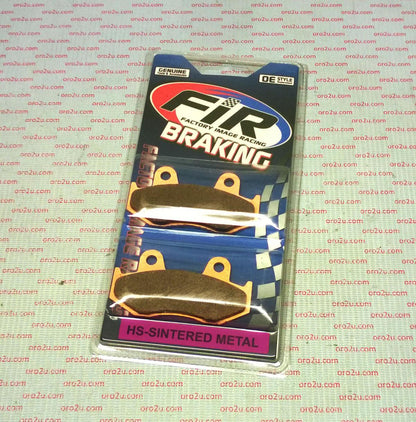 GENUINE
OE STYLE
FIR
FACTORY IMAGE RACING
BRAKING
HS-SINTERED METAL
oro2u.com